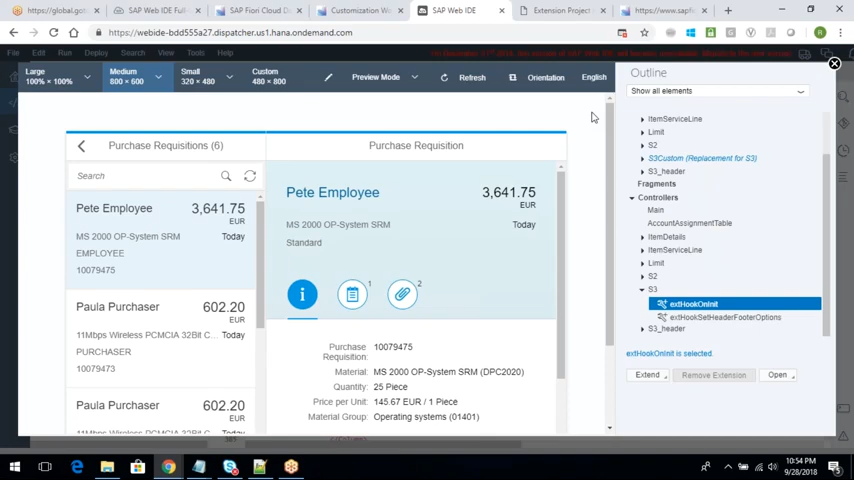 https://global.got
SAP Web IDE Full-
SAP Fiori Cloud D
Customization Wo
SAP Web IDE
Extension Project
https://www.sapfi
https://webide-bdd555a27.dispatcher.us1.hana.ondemand.com
File Edit Run Deploy Search View Tools Help
Large
100% × 100%
Medium
800 × 600
Small
320 × 480
Custom
480 × 800
Preview Mode
Refresh
Orientation
English
Outline
Show all elements
ItemServiceLine
Limit
S2
S3Custom (Replacement for S3)
S3_header
Fragments
Controllers
Main
AccountAssignmentTable
ItemDetails
ItemServiceLine
Limit
S2
S3
extHookOnInit
extHookSetHeaderFooterOptions
S3_header
extHookOnInit is selected.
Extend
Remove Extension
Open
Purchase Requisitions (6)
Search
Pete Employee 3,641.75
EUR
MS 2000 OP-System SRM Today
EMPLOYEE
10079475
Paula Purchaser 602.20
EUR
11Mbps Wireless PCMCIA 32Bit C... Today
PURCHASER
10079473
Paula Purchaser 602.20
EUR
11Mbps Wireless PCMCIA 32Bit C... Today
Purchase Requisition
Pete Employee 3,641.75
EUR
MS 2000 OP-System SRM Today
Standard
1
2
Purchase Requisition: 10079475
Material: MS 2000 OP-System SRM (DPC2020)
Quantity: 25 Piece
Price per Unit: 145.67 EUR / 1 Piece
Material Group: Operating systems (01401)
385
10:54 PM
9/28/2018